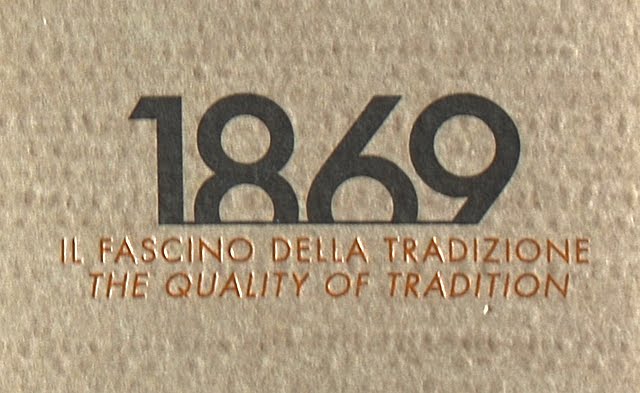 1869
IL FASCINO DELLA TRADIZIONE
THE QUALITY OF TRADITION